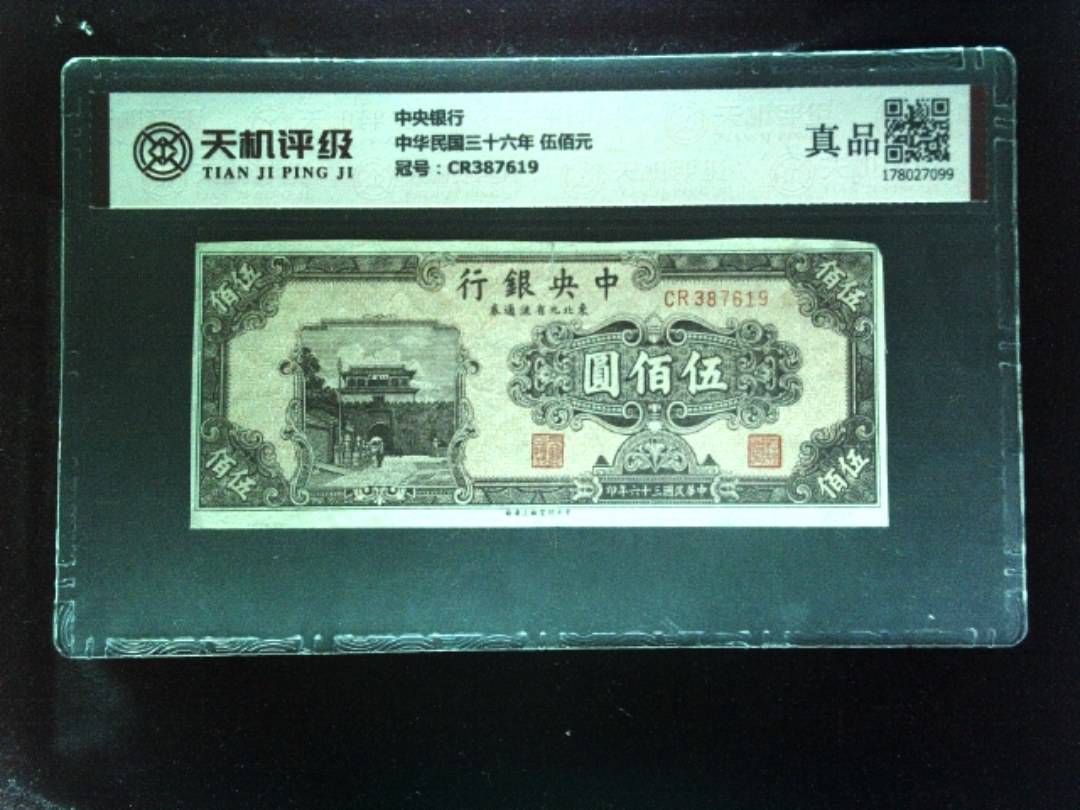 天机评级
TIAN JI PING JI
中央银行
中华民国三十六年 伍佰元
冠号：CR387619
真品
178027099
伍佰
行銀央中
CR387619
伍佰
券通流省九北東
圓佰伍
伍佰
伍佰
印年六十三國民華中